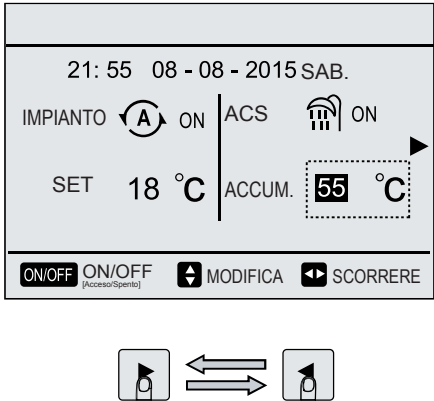 21: 55 08 - 08 - 2015 SAB.
IMPIANTO A ON ACS ON
SET 18 °C ACCUM. 55 °C
ON/OFF ON/OFF MODIFICA SCORRERE
[Acceso/Spento]